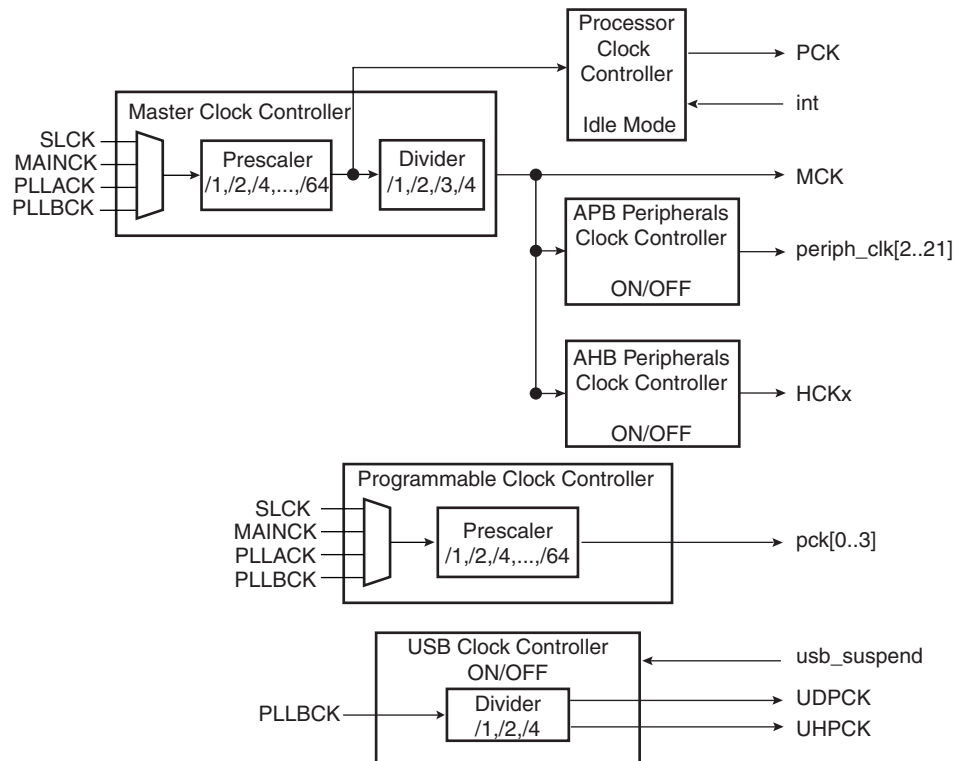 Processor
Clock
Controller
Idle Mode
PCK
int
Master Clock Controller
SLCK
MAINCK
PLLACK
PLLBCK
Prescaler
/1,/2,/4,...,/64
Divider
/1,/2,/3,/4
MCK
APB Peripherals
Clock Controller
ON/OFF
periph_clk[2..21]
AHB Peripherals
Clock Controller
ON/OFF
HCKx
Programmable Clock Controller
SLCK
MAINCK
PLLACK
PLLBCK
Prescaler
/1,/2,/4,...,/64
pck[0..3]
USB Clock Controller
ON/OFF
usb_suspend
PLLBCK
Divider
/1,/2,/4
UDPCK
UHPCK